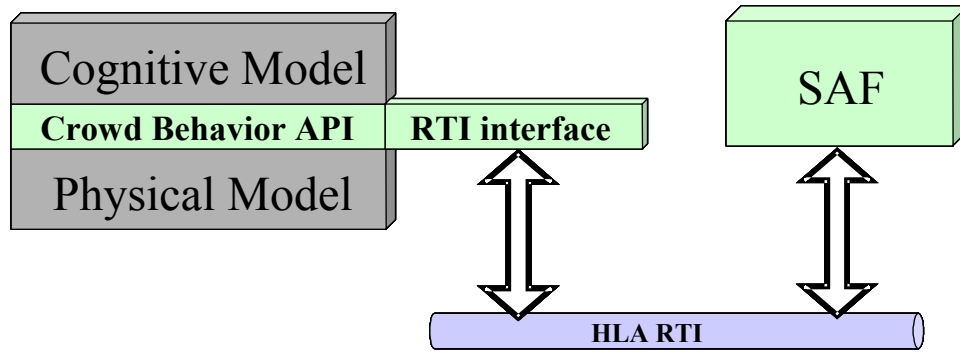 Cognitive Model
SAF
Crowd Behavior API
RTI interface
Physical Model
HLA RTI